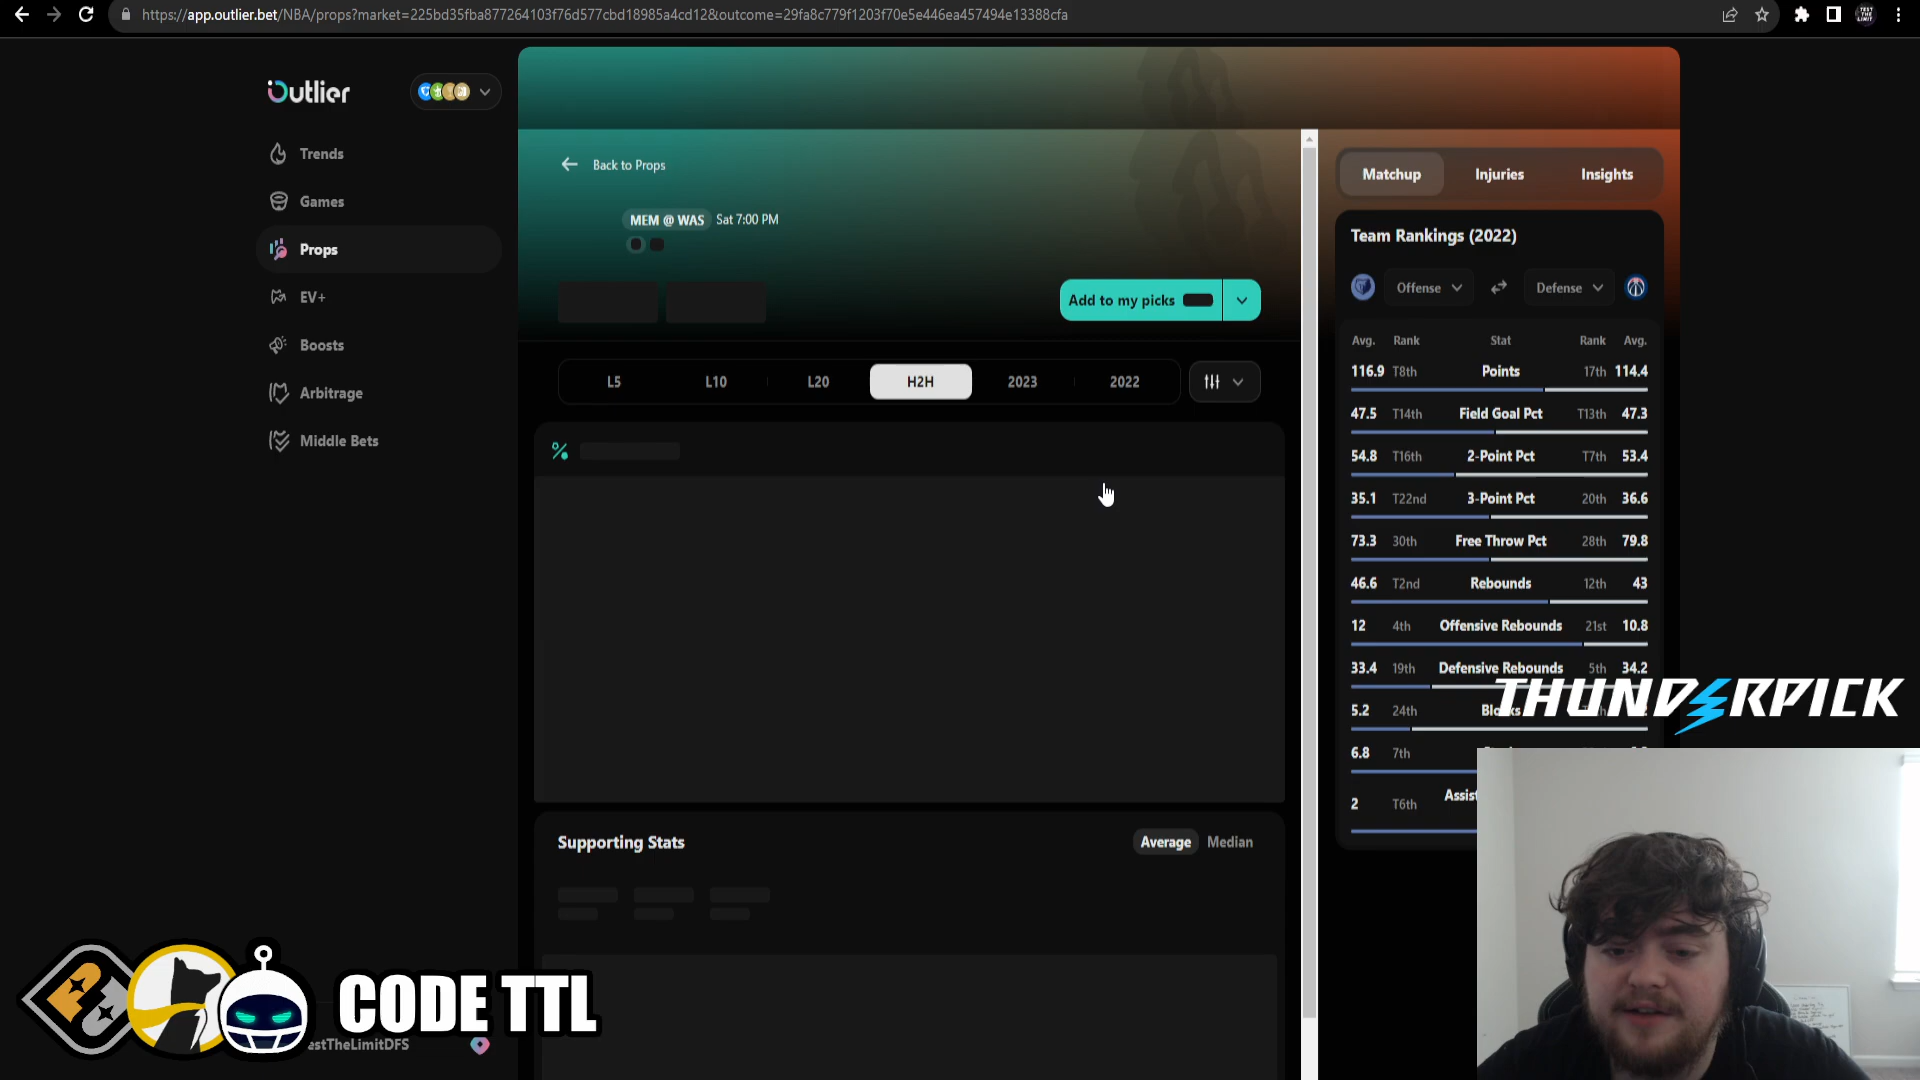 https://app.outlier.bet/NBA/props?market=225bd35fba877264103f76d577cbd18985a4cd12&outcome=29fa8c779f1203f70e5e446ea457494e13388cfa
Outlier
Trends
Games
Props
EV+
Boosts
Arbitrage
Middle Bets
Back to Props
MEM @ WAS Sat 7:00 PM
Add to my picks
L5 L10 L20 H2H 2023 2022
%
Supporting Stats
Average Median
Matchup Injuries Insights
Team Rankings (2022)
Offense Defense
Avg. Rank Stat Rank Avg.
116.9 T8th Points 17th 114.4
47.5 T14th Field Goal Pct T13th 47.3
54.8 T16th 2-Point Pct T7th 53.4
35.1 T22nd 3-Point Pct 20th 36.6
73.3 30th Free Throw Pct 28th 79.8
46.6 T2nd Rebounds 12th 43
12 4th Offensive Rebounds 21st 10.8
33.4 19th Defensive Rebounds 5th 34.2
5.2 24th
6.8 7th
2 T6th
THUNDERPICK
CODE TTL
estTheLimitDFS